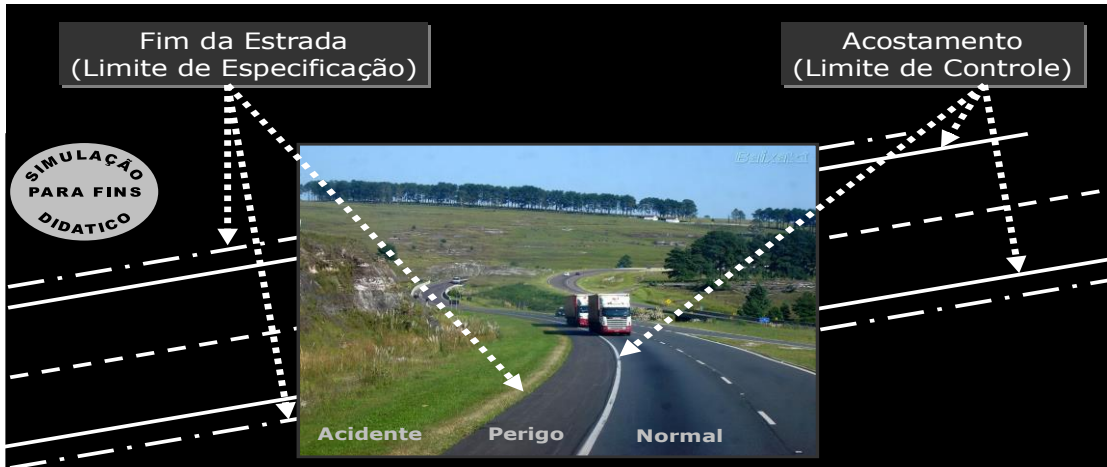 Fim da Estrada
(Limite de Especificação)
Acostamento
(Limite de Controle)
SIMULAÇÃO
PARA FINS
DIDATICO
Acidente
Perigo
Normal